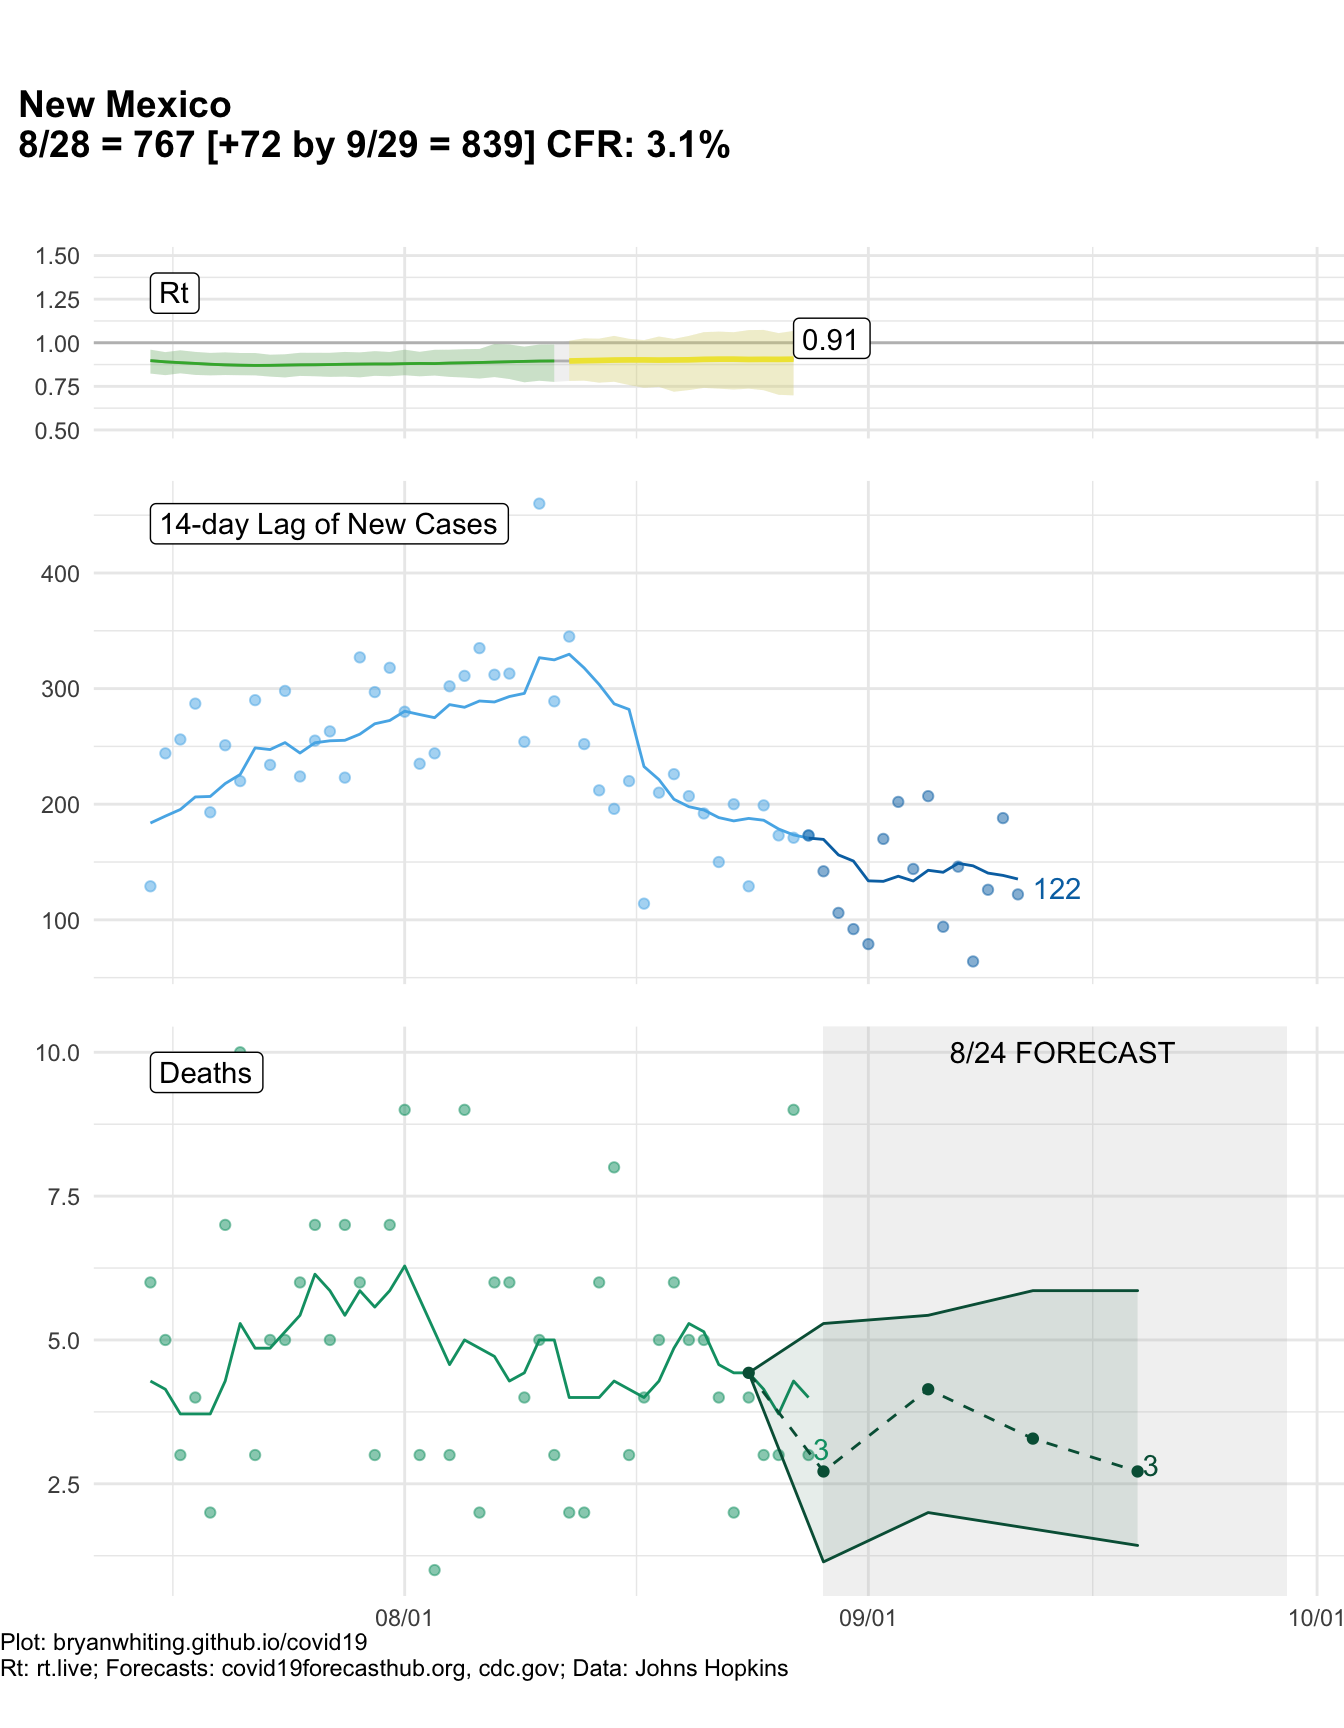 New Mexico
8/28 = 767 [+72 by 9/29 = 839] CFR: 3.1%
1.50
Rt
1.25
1.00
0.91
0.75
0.50
14-day Lag of New Cases
400
300
200
122
100
10.0
8/24 FORECAST
Deaths
7.5
5.0
3
3
2.5
08/01
09/01
10/01
Plot: bryanwhiting.github.io/covid19
Rt: rt.live; Forecasts: covid19forecasthub.org, cdc.gov; Data: Johns Hopkins